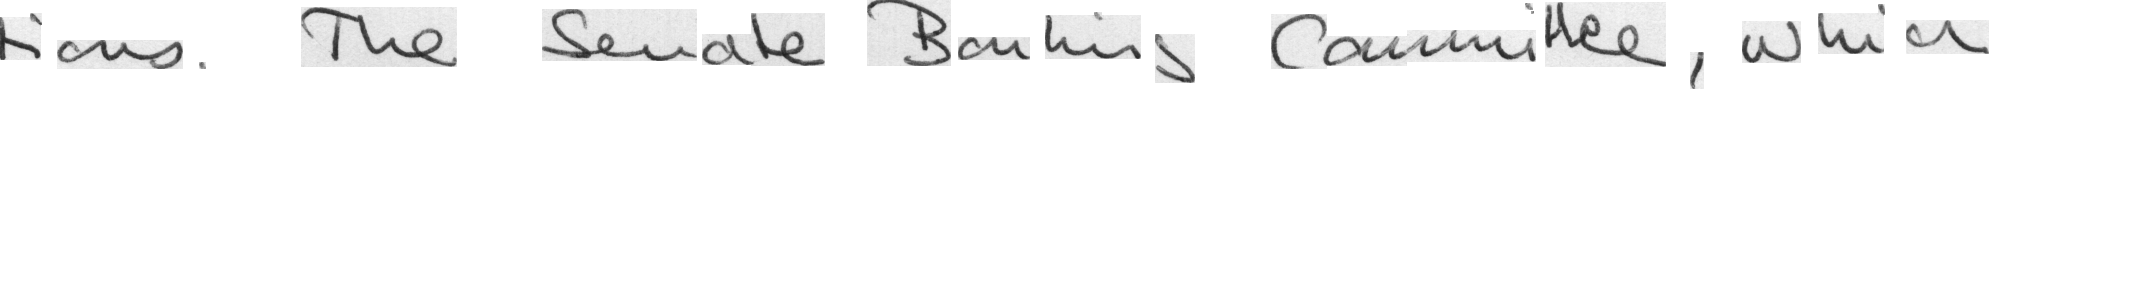 tions. The Senate Banking Committee, which